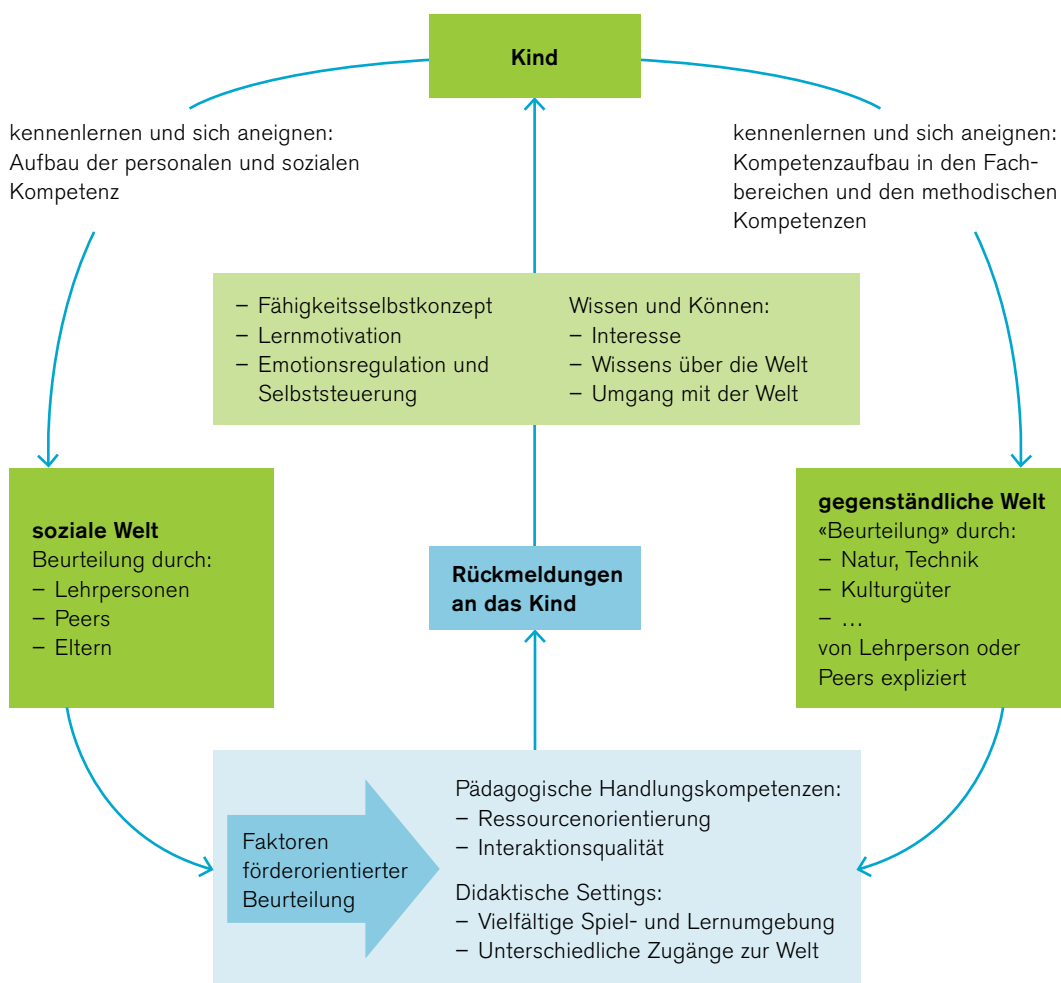 Kind
kennenlernen und sich aneignen:
Aufbau der personalen und sozialen
Kompetenz
kennenlernen und sich aneignen:
Kompetenzaufbau in den Fach-
bereichen und den methodischen
Kompetenzen
– Fähigkeitsselbstkonzept
– Lernmotivation
– Emotionsregulation und
Selbststeuerung
Wissen und Können:
– Interesse
– Wissens über die Welt
– Umgang mit der Welt
soziale Welt
Beurteilung durch:
– Lehrpersonen
– Peers
– Eltern
Rückmeldungen
an das Kind
gegenständliche Welt
«Beurteilung» durch:
– Natur, Technik
– Kulturgüter
– …
von Lehrperson oder
Peers expliziert
Faktoren
förderorientierter
Beurteilung
Pädagogische Handlungskompetenzen:
– Ressourcenorientierung
– Interaktionsqualität
Didaktische Settings:
– Vielfältige Spiel- und Lernumgebung
– Unterschiedliche Zugänge zur Welt